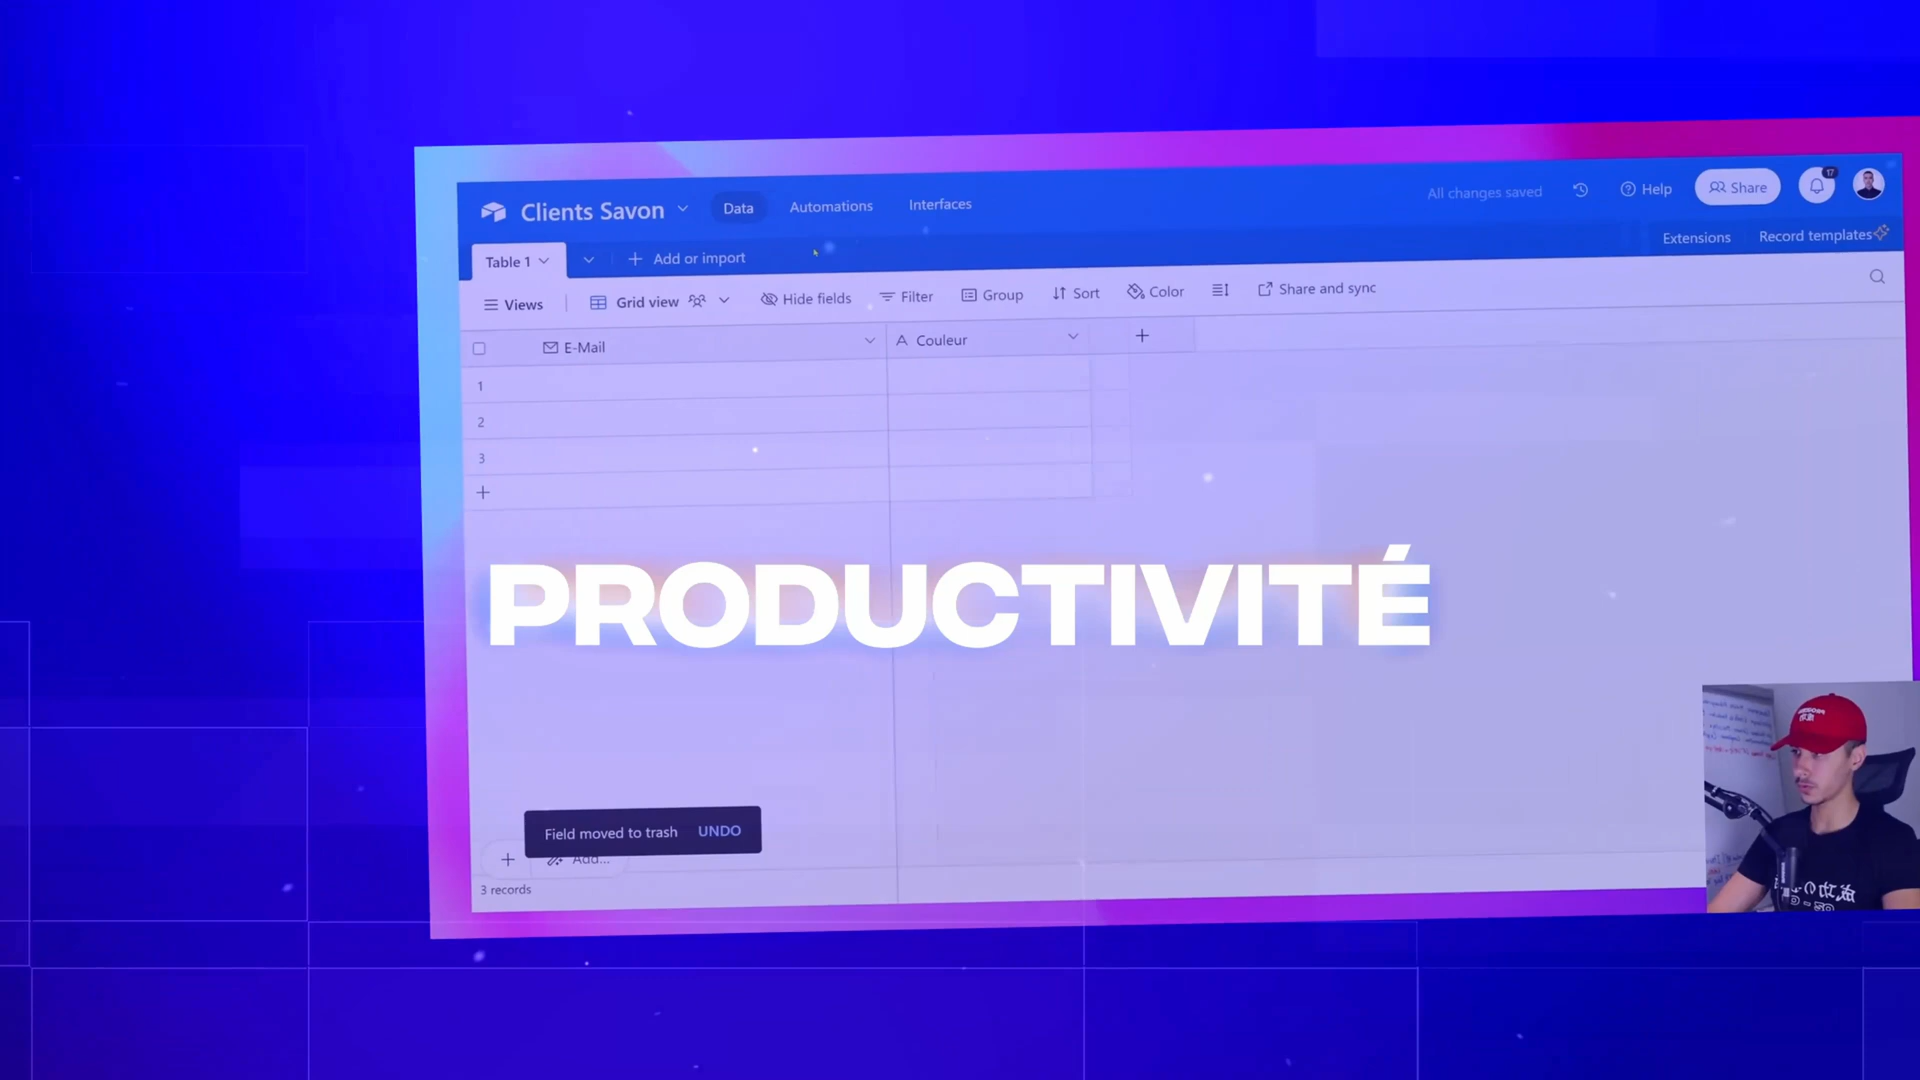 Clients Savon
Data
Automations
Interfaces
All changes saved
Help
Share
17
Table 1
Add or import
Extensions
Record templates
Views
Grid view
Hide fields
Filter
Group
Sort
Color
Share and sync
E-Mail
Couleur
1
2
3
PRODUCTIVITÉ
Field moved to trash UNDO
Add...
3 records